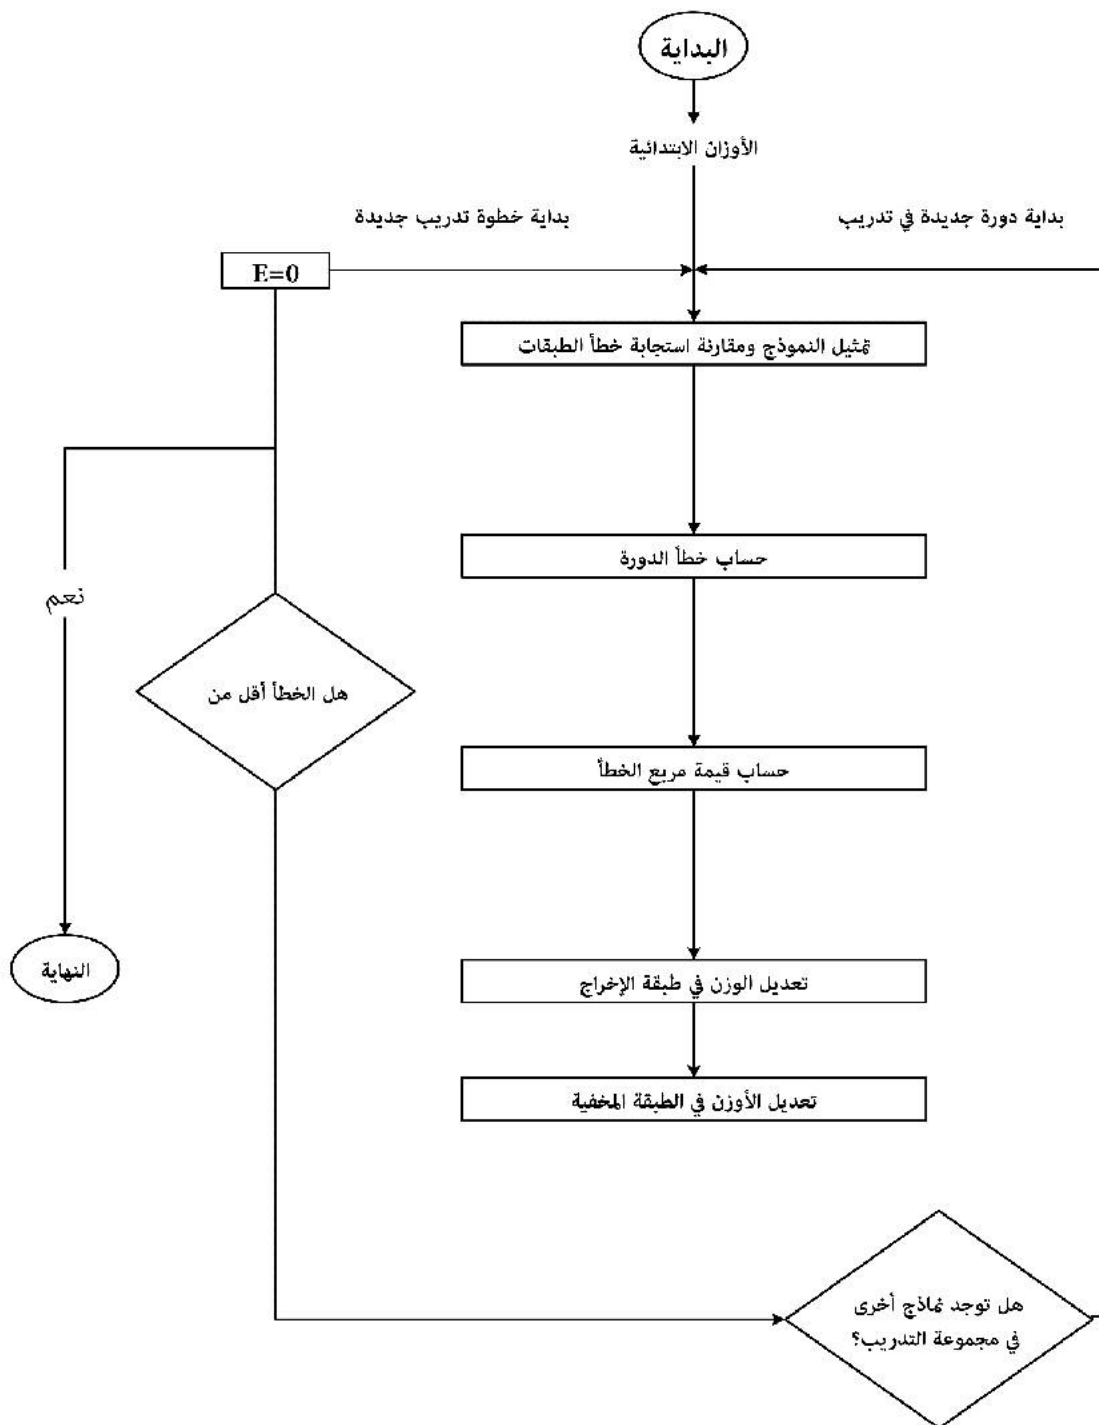 البداية
الأوزان الابتدائية
بداية دورة جديدة في تدريب
بداية خطوة تدريب جديدة
E=0
تمثيل النموذج ومقارنة استجابة خطأ الطبقات
حساب خطأ الدورة
نعم
هل الخطأ أقل من
حساب قيمة مربع الخطأ
النهاية
تعديل الوزن في طبقة الإخراج
تعديل الأوزن في الطبقة المخفية
هل توجد نماذج أخرى
في مجموعة التدريب؟